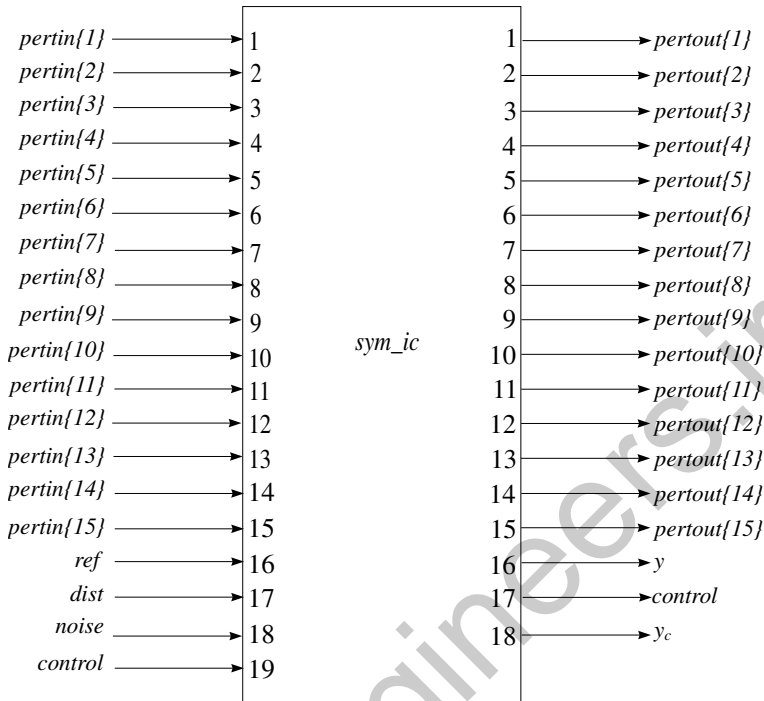 pertin{1} 1 1 pertout{1}
pertin{2} 2 2 pertout{2}
pertin{3} 3 3 pertout{3}
pertin{4} 4 4 pertout{4}
pertin{5} 5 5 pertout{5}
pertin{6} 6 6 pertout{6}
pertin{7} 7 7 pertout{7}
pertin{8} 8 8 pertout{8}
pertin{9} 9 9 pertout{9}
sym_ic
pertin{10} 10 10 pertout{10}
pertin{11} 11 11 pertout{11}
pertin{12} 12 12 pertout{12}
pertin{13} 13 13 pertout{13}
pertin{14} 14 14 pertout{14}
pertin{15} 15 15 pertout{15}
ref 16 16 y
dist 17 17 control
noise 18 18 yc
control 19
gineers.i